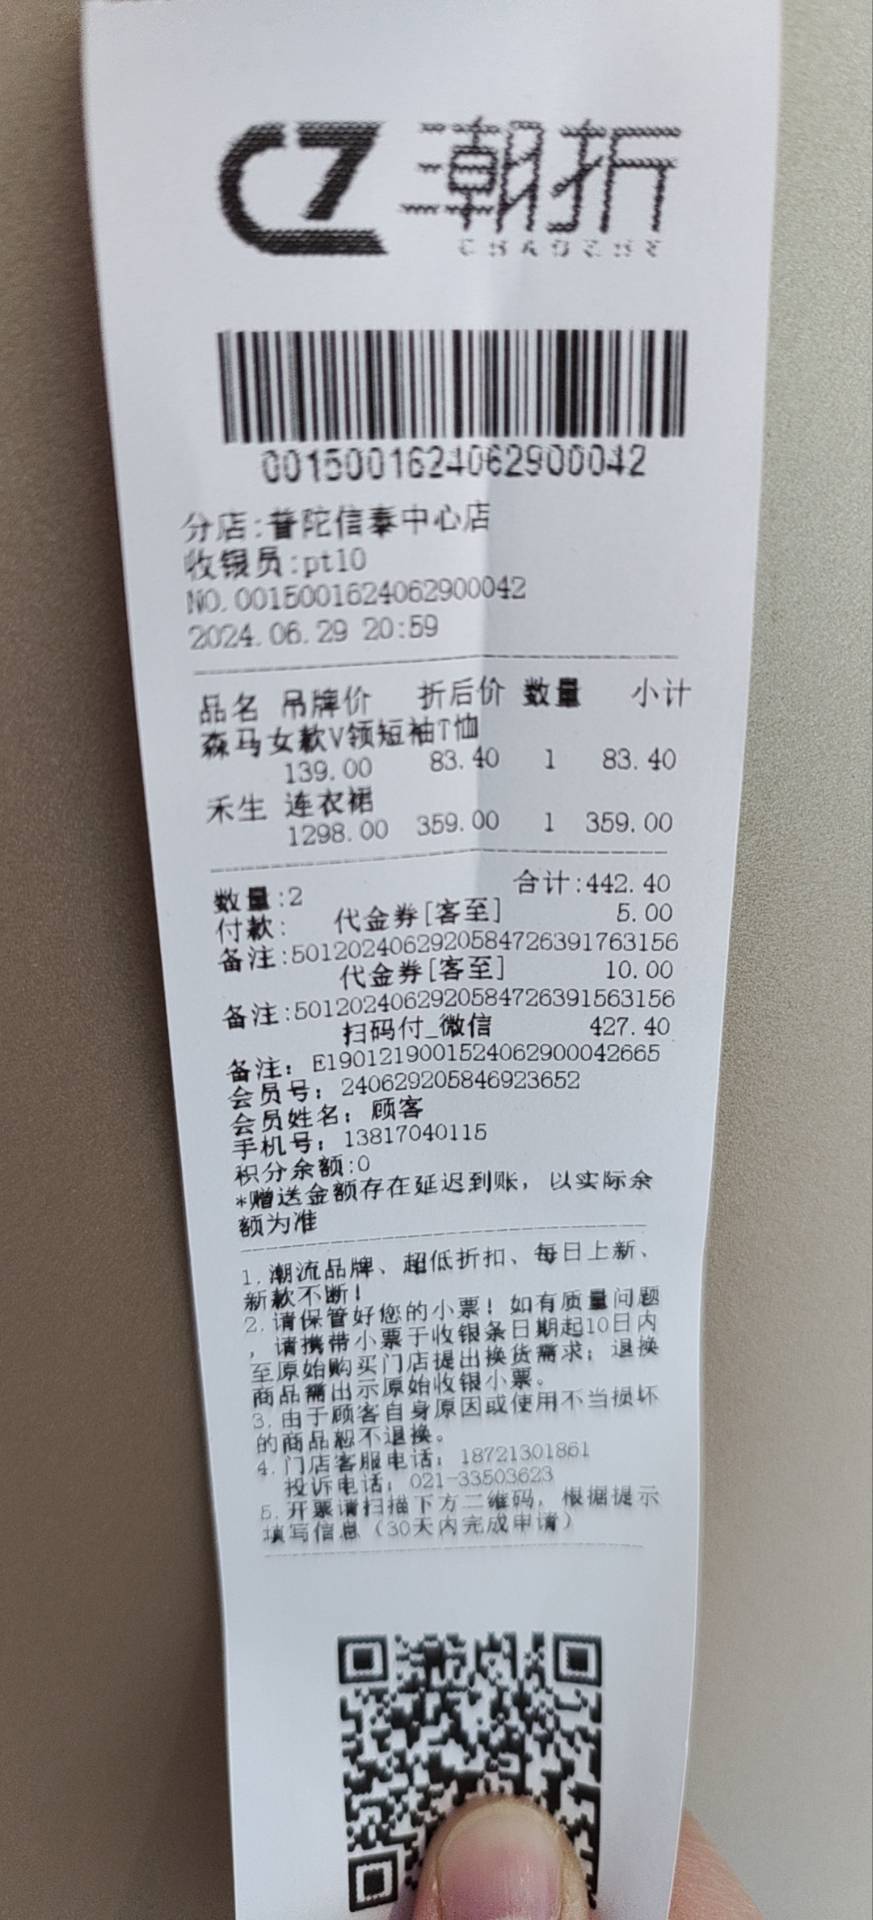 CZ 潮折
0015001624062900042
分店:普陀信泰中心店
收银员:pt10
NO.0015001624062900042
2024.06.29 20:59
品名 吊牌价 折后价 数量 小计
森马女款V领短袖T恤
139.00 83.40 1 83.40
禾生 连衣裙
1298.00 359.00 1 359.00
数量:2 合计:442.40
付款: 代金券[客至] 5.00
备注:5012024062920584726391763156
代金券[客至] 10.00
备注:5012024062920584726391563156
扫码付_微信 427.40
备注: E1901219001524062900042665
会员号: 240629205846923652
会员姓名: 顾客
手机号: 13817040115
积分余额:0
*赠送金额存在延迟到账, 以实际余
额为准
1.潮流品牌、超低折扣、每日上新、
新款不断!
2.请保管好您的小票! 如有质量问题
, 请携带小票于收银条日期起10日内
至原始购买门店提出换货需求; 退换
商品需出示原始收银小票。
3.由于顾客自身原因或使用不当损坏
的商品恕不退换。
4.门店客服电话: 18721301861
投诉电话: 021-33503623
5.开票请扫描下方二维码, 根据提示
填写信息(30天内完成申请)